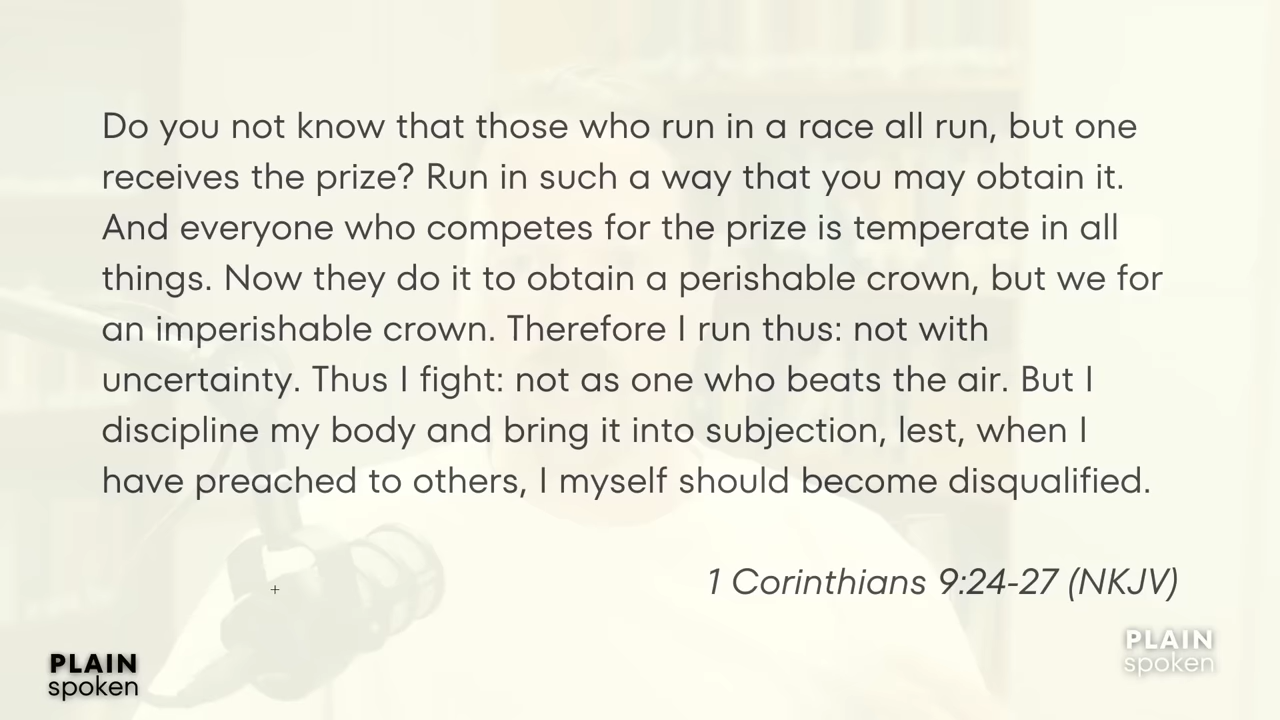 Do you not know that those who run in a race all run, but one
receives the prize? Run in such a way that you may obtain it.
And everyone who competes for the prize is temperate in all
things. Now they do it to obtain a perishable crown, but we for
an imperishable crown. Therefore I run thus: not with
uncertainty. Thus I fight: not as one who beats the air. But I
discipline my body and bring it into subjection, lest, when I
have preached to others, I myself should become disqualified.
1 Corinthians 9:24-27 (NKJV)
PLAIN
spoken
PLAIN
spoken